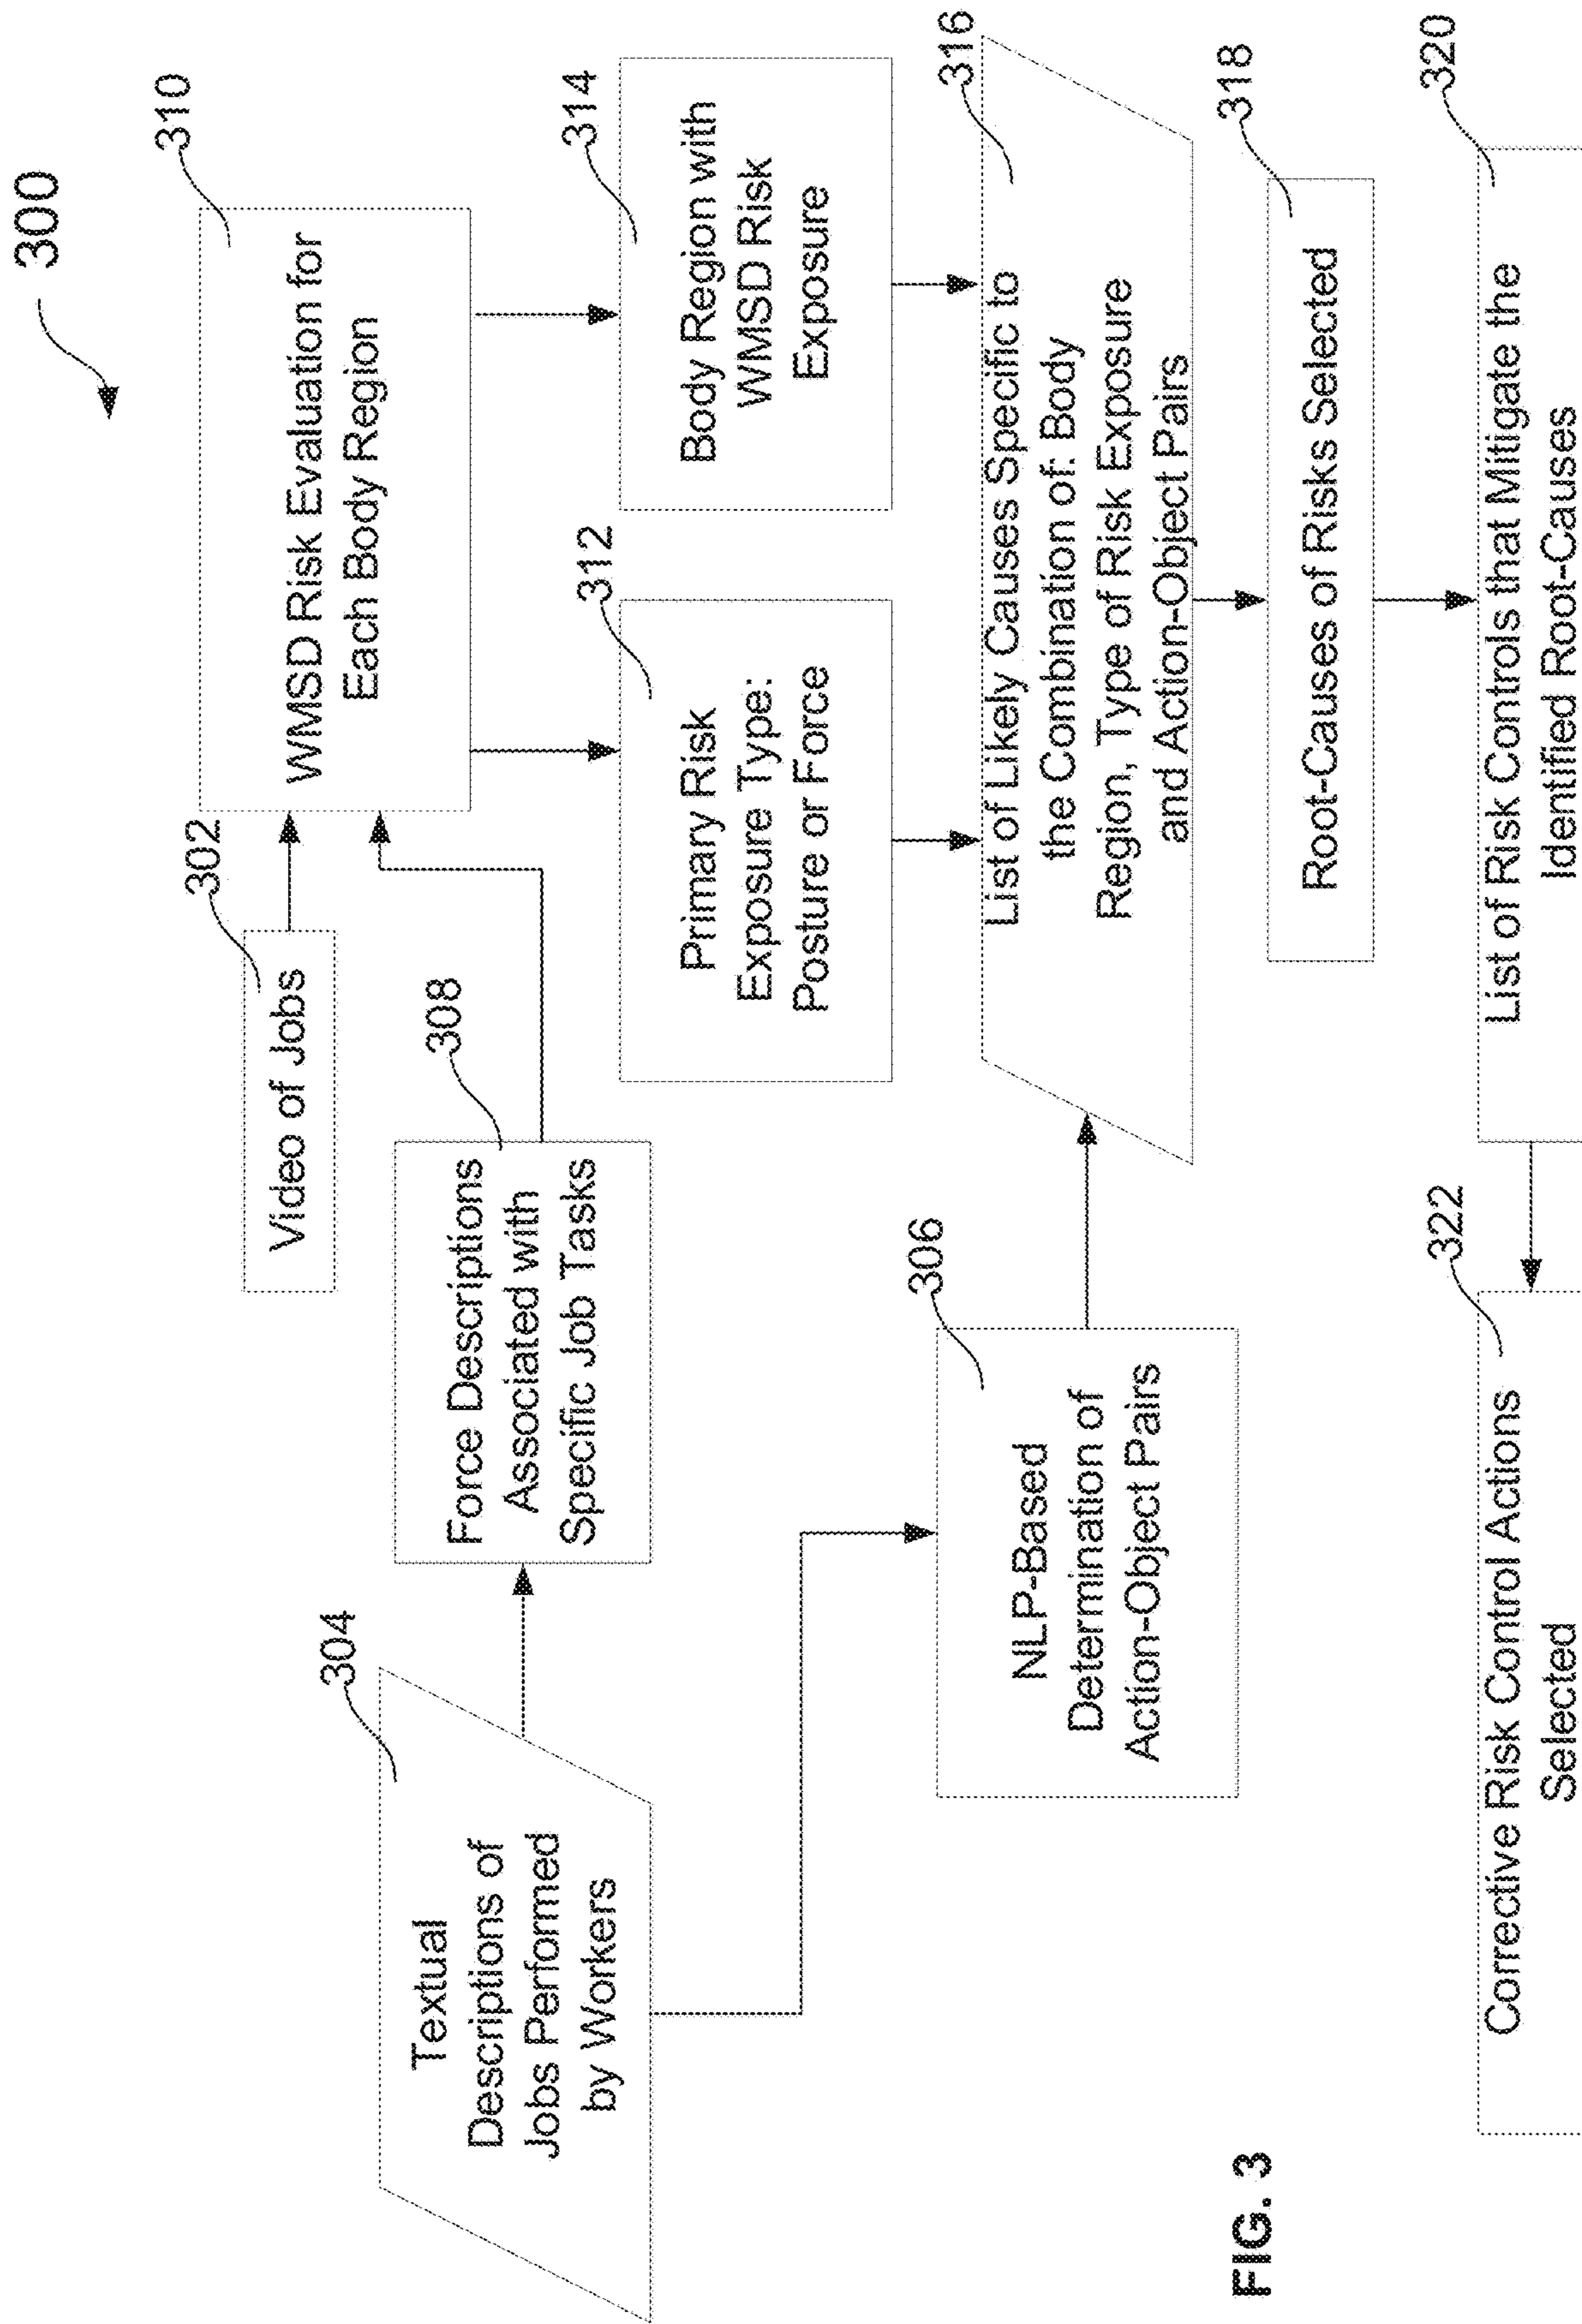 300
310
WMSD Risk Evaluation for
Each Body Region
302
Video of Jobs
304
Textual
Descriptions of
Jobs Performed
by Workers
308
Force Descriptions
Associated with
Specific Job Tasks
312
Primary Risk
Exposure Type:
Posture or Force
314
Body Region with
WMSD Risk
Exposure
306
NLP-Based
Determination of
Action-Object Pairs
316
List of Likely Causes Specific to
the Combination of: Body
Region, Type of Risk Exposure
and Action-Object Pairs
318
Root-Causes of Risks Selected
320
List of Risk Controls that Mitigate the
Identified Root-Causes
322
Corrective Risk Control Actions
Selected
FIG. 3